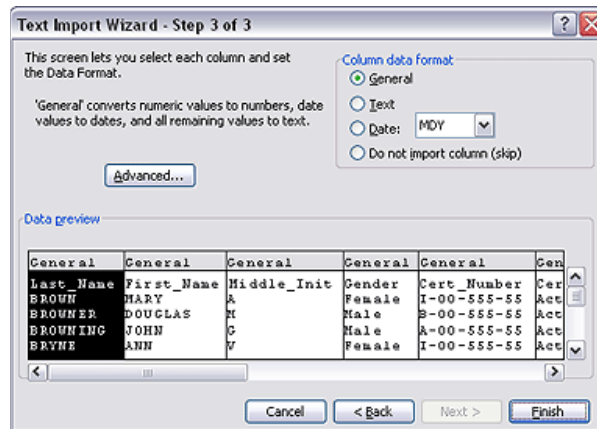 Text Import Wizard - Step 3 of 3
This screen lets you select each column and set
the Data Format.
'General' converts numeric values to numbers, date
values to dates, and all remaining values to text.
Advanced...
Column data format
General
Text
Date: MDY
Do not import column (skip)
Data preview
General General General General General Gen
Last_Name First_Name Middle_Init Gender Cert_Number Cer
BROWN MARY A Female I-00-555-55 Act
BROWNER DOUGLAS M Male B-00-555-55 Act
BROWNING JOHN G Male A-00-555-55 Act
BRYNE ANN V Female I-00-555-55 Act
Cancel < Back Next > Finish